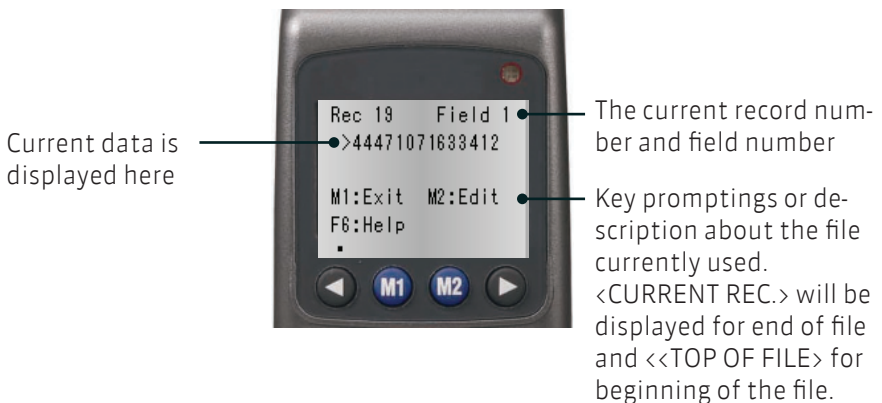 Current data is
displayed here
Rec 19 Field 1
>44471071633412
M1:Exit M2:Edit
F6:Help
M1 M2
The current record num-
ber and field number
Key promptings or de-
scription about the file
currently used.
<CURRENT REC.> will be
displayed for end of file
and <<TOP OF FILE> for
beginning of the file.